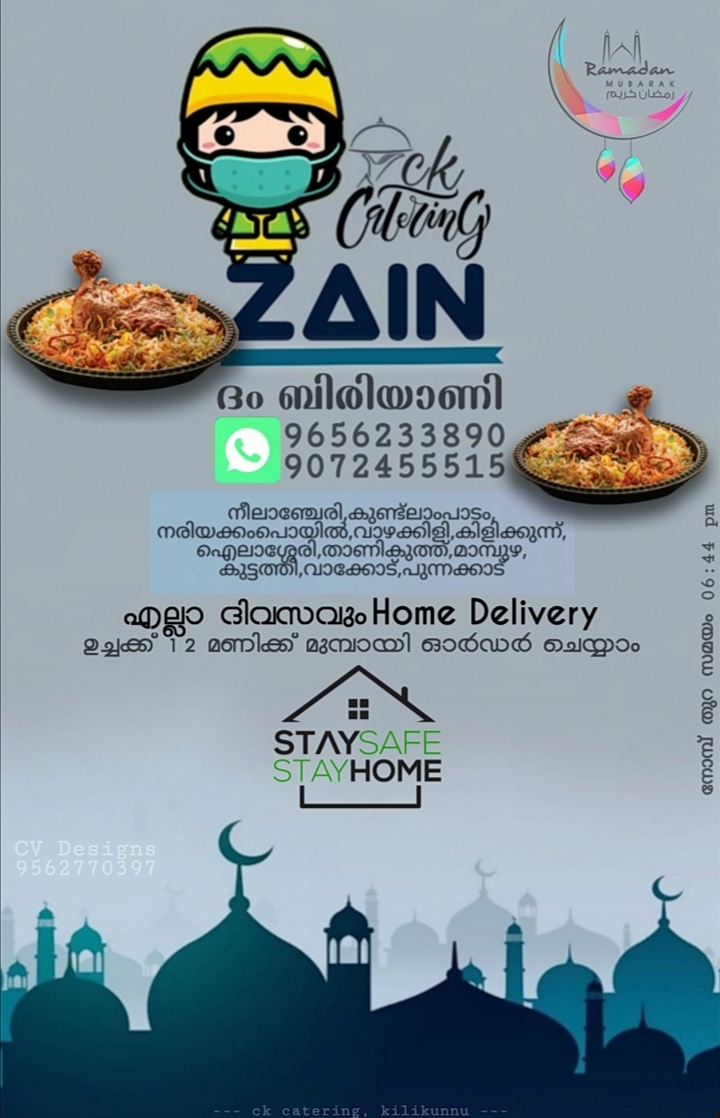 Ramadan
MUBARAK
رمضان كريم
ck
CaterinG
ZAIN
ദം ബിരിയാണി
9656233890
9072455515
നീലാഞ്ചേരി,കുണ്ട്ലാംപാടം,
നരിയക്കംപൊയിൽ,വാഴക്കിളി,കിളിക്കുന്ന്,
ഐലാശ്ശേരി,താണികുത്ത്,മാമ്പുഴ,
കുട്ടത്തി,വാക്കോട്,പുന്നക്കാട്
എല്ലാ ദിവസവും Home Delivery
ഉച്ചക്ക് 12 മണിക്ക് മുമ്പായി ഓർഡർ ചെയ്യാം
നോമ്പ് തുറ സമയം 06:44 pm
STAYSAFE
STAYHOME
CV Designs
9562770397
--- ck catering, kilikunnu ---